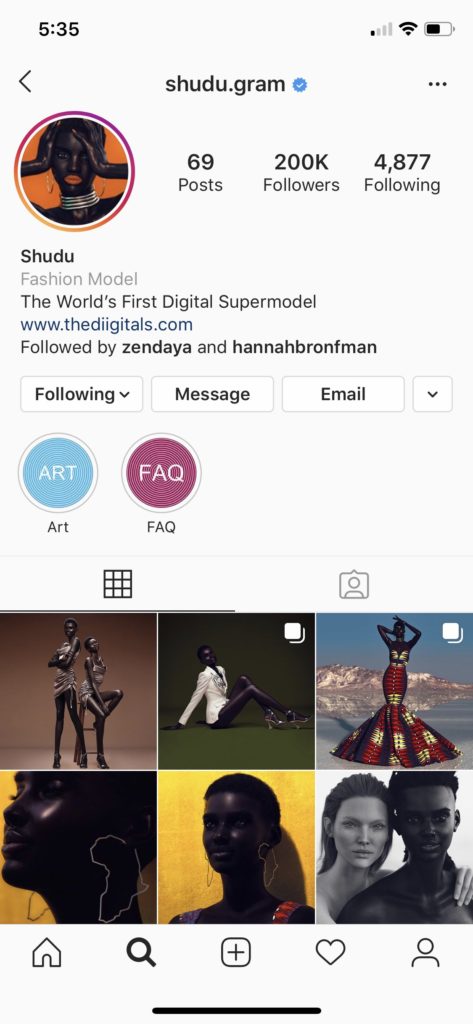 5:35
shudu.gram
69 200K 4,877
Posts Followers Following
Shudu
Fashion Model
The World’s First Digital Supermodel
www.thediigitals.com
Followed by zendaya and hannahbronfman
Following Message Email
ART FAQ
Art FAQ